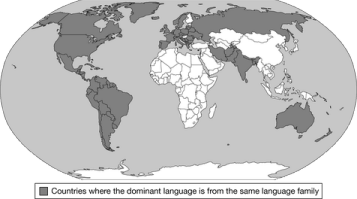 Countries where the dominant language is from the same language family